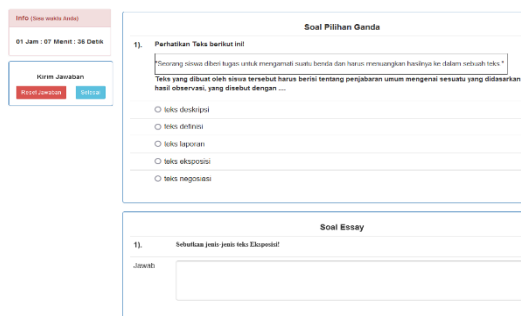 Info (Sisa waktu Anda)
01 Jam : 07 Menit : 36 Detik
Kirim Jawaban
Reset Jawaban
Selesai
Soal Pilihan Ganda
1). Perhatikan Teks berikut ini!
"Seorang siswa diberi tugas untuk mengamati suatu benda dan harus menuangkan hasilnya ke dalam sebuah teks."
Teks yang dibuat oleh siswa tersebut harus berisi tentang penjabaran umum mengenai sesuatu yang didasarkan
hasil observasi, yang disebut dengan ....
teks deskripsi
teks definisi
teks laporan
teks eksposisi
teks negosiasi
Soal Essay
1). Sebutkan jenis-jenis teks Eksposisi!
Jawab